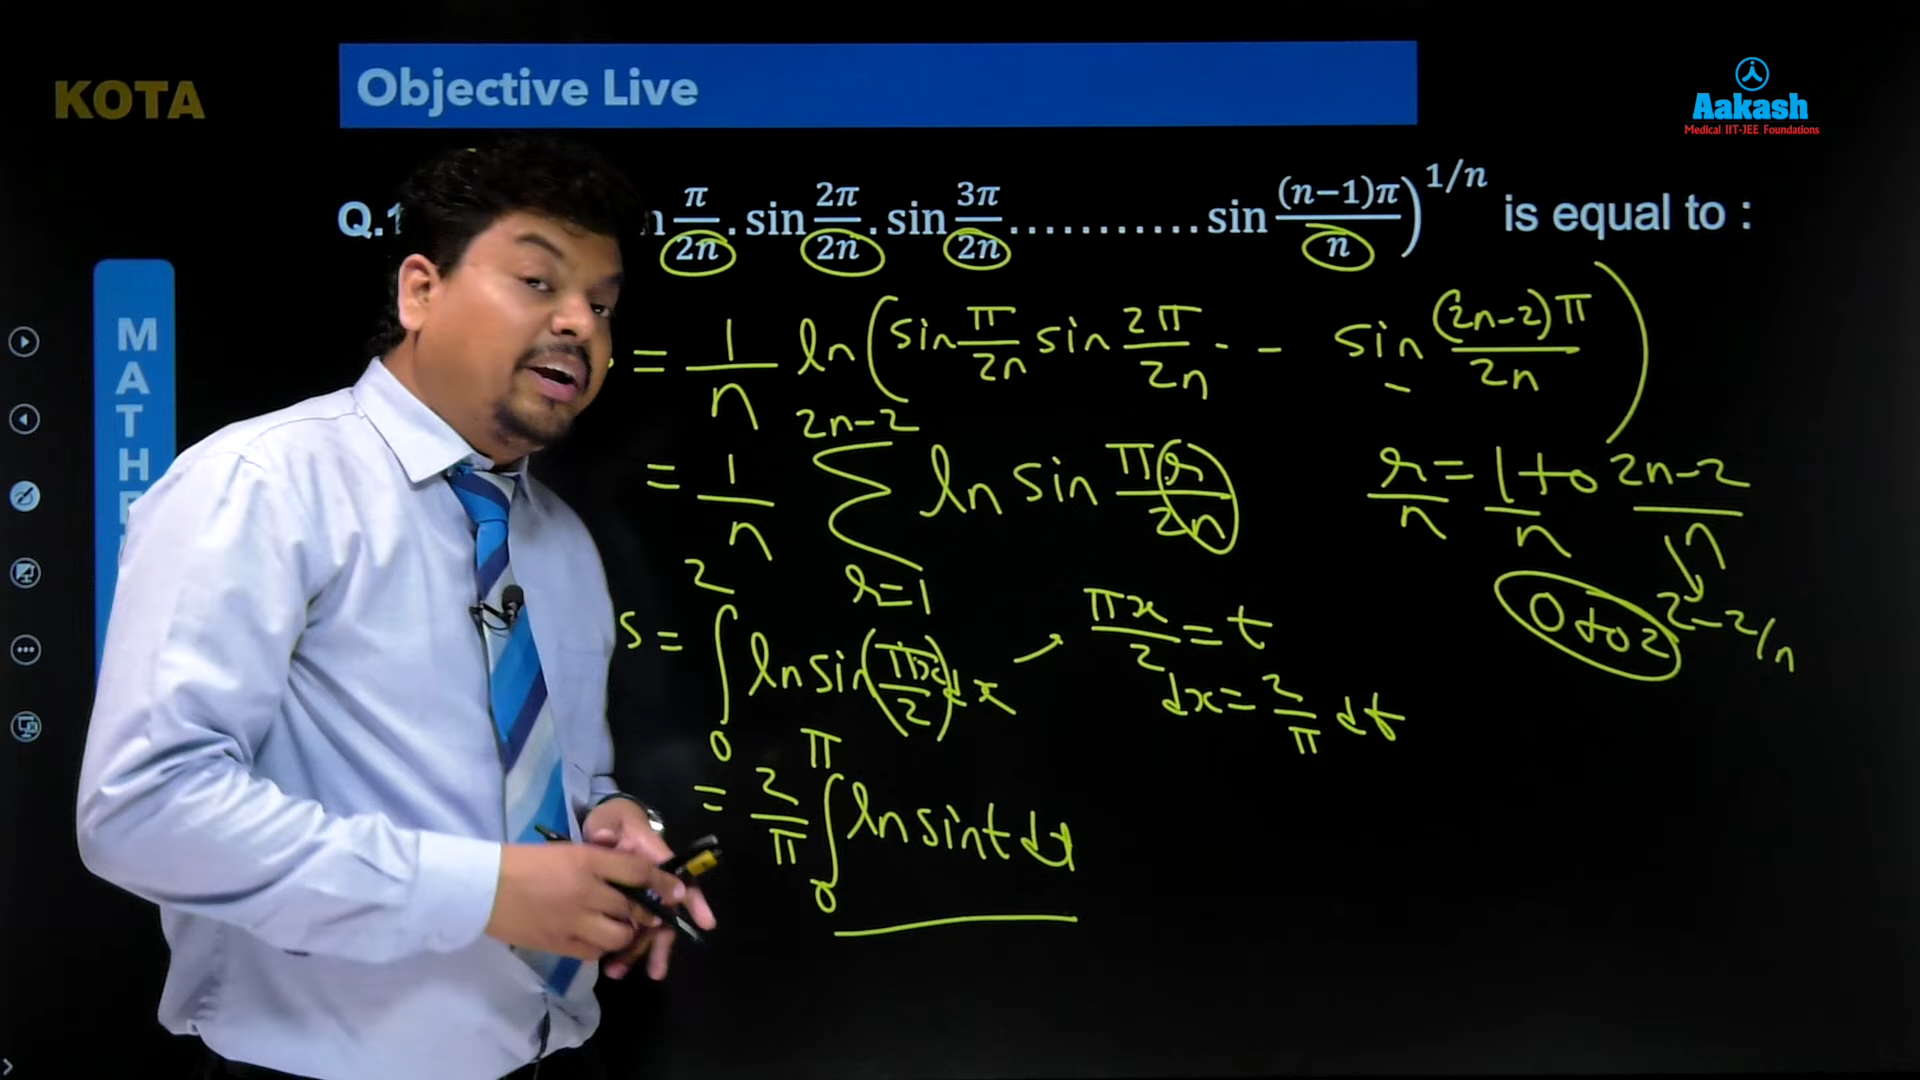 KOTA
Objective Live
Aakash
Medical IIT-JEE Foundations
Q.1 π/2n . sin 2π/2n . sin 3π/2n ............ sin (n−1)π/n )^1/n is equal to :
M
A
T
H
= 1/n ln ( sin π/2n sin 2π/2n - - sin (2n-2)π/2n )
= 1/n 2n-2 Σ r=1 ln sin πr/2n
r/n = 1/n to 2n-2/n
2-2/n
0 to 2
S = ∫ 2 0 ln sin (πx/2) dx → πx/2 = t
dx = 2/π dt
= 2/π ∫ π 0 ln sin t dt